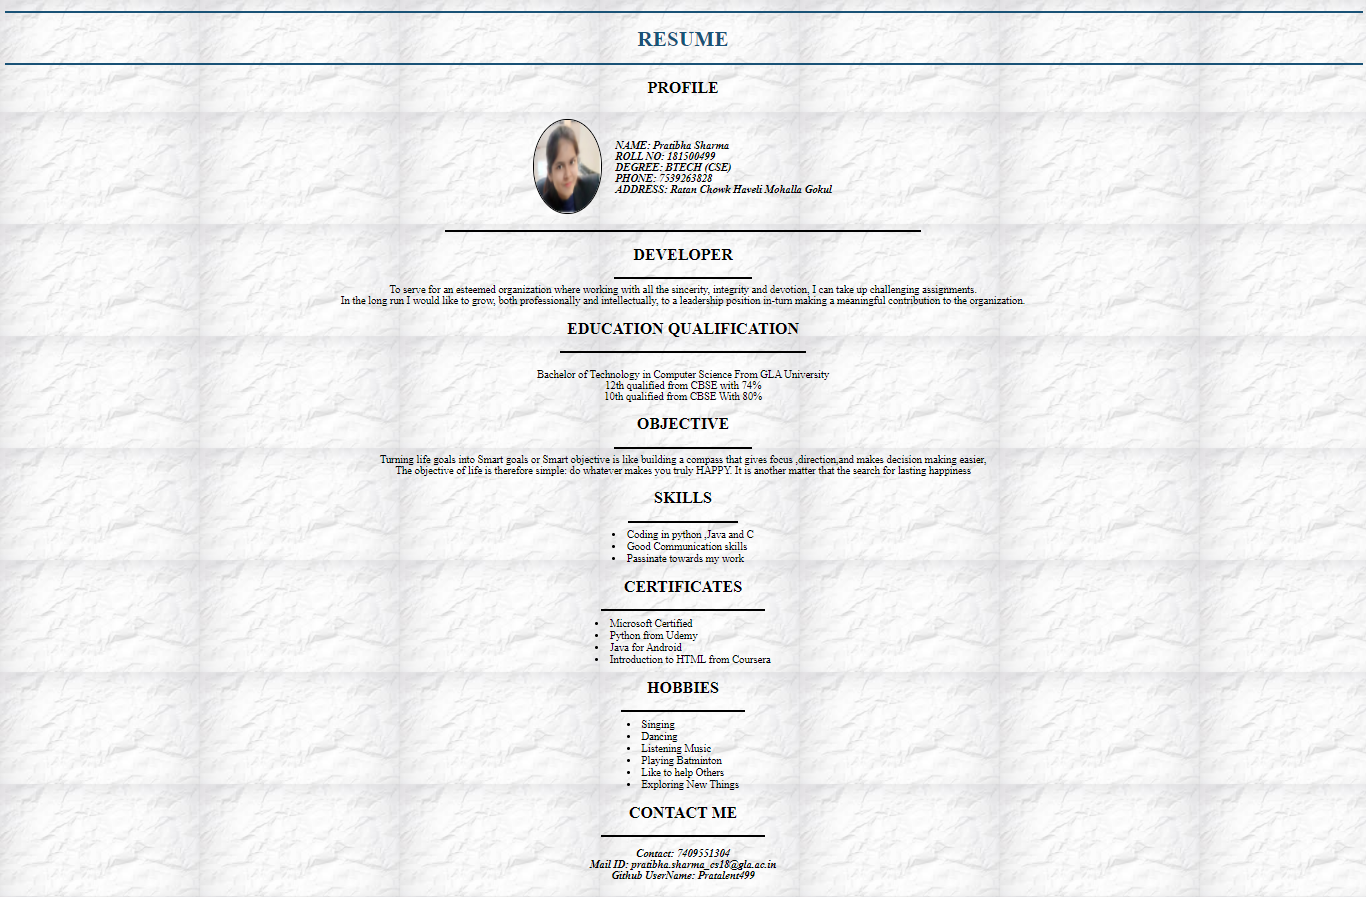 RESUME
PROFILE
NAME: Pratibha Sharma
ROLL NO: 181500499
DEGREE: BTECH (CSE)
PHONE: 7539263828
ADDRESS: Ratan Chowk Haveli Mohalla Gokul
DEVELOPER
To serve for an esteemed organization where working with all the sincerity, integrity and devotion, I can take up challenging assignments.
In the long run I would like to grow, both professionally and intellectually, to a leadership position in-turn making a meaningful contribution to the organization.
EDUCATION QUALIFICATION
Bachelor of Technology in Computer Science From GLA University
12th qualified from CBSE with 74%
10th qualified from CBSE With 80%
OBJECTIVE
Turning life goals into Smart goals or Smart objective is like building a compass that gives focus ,direction,and makes decision making easier,
The objective of life is therefore simple: do whatever makes you truly HAPPY. It is another matter that the search for lasting happiness
SKILLS
• Coding in python ,Java and C
• Good Communication skills
• Passinate towards my work
CERTIFICATES
• Microsoft Certified
• Python from Udemy
• Java for Android
• Introduction to HTML from Coursera
HOBBIES
• Singing
• Dancing
• Listening Music
• Playing Batminton
• Like to help Others
• Exploring New Things
CONTACT ME
Contact: 7409551304
Mail ID: pratibha.sharma_cs18@gla.ac.in
Github UserName: Pratalent499